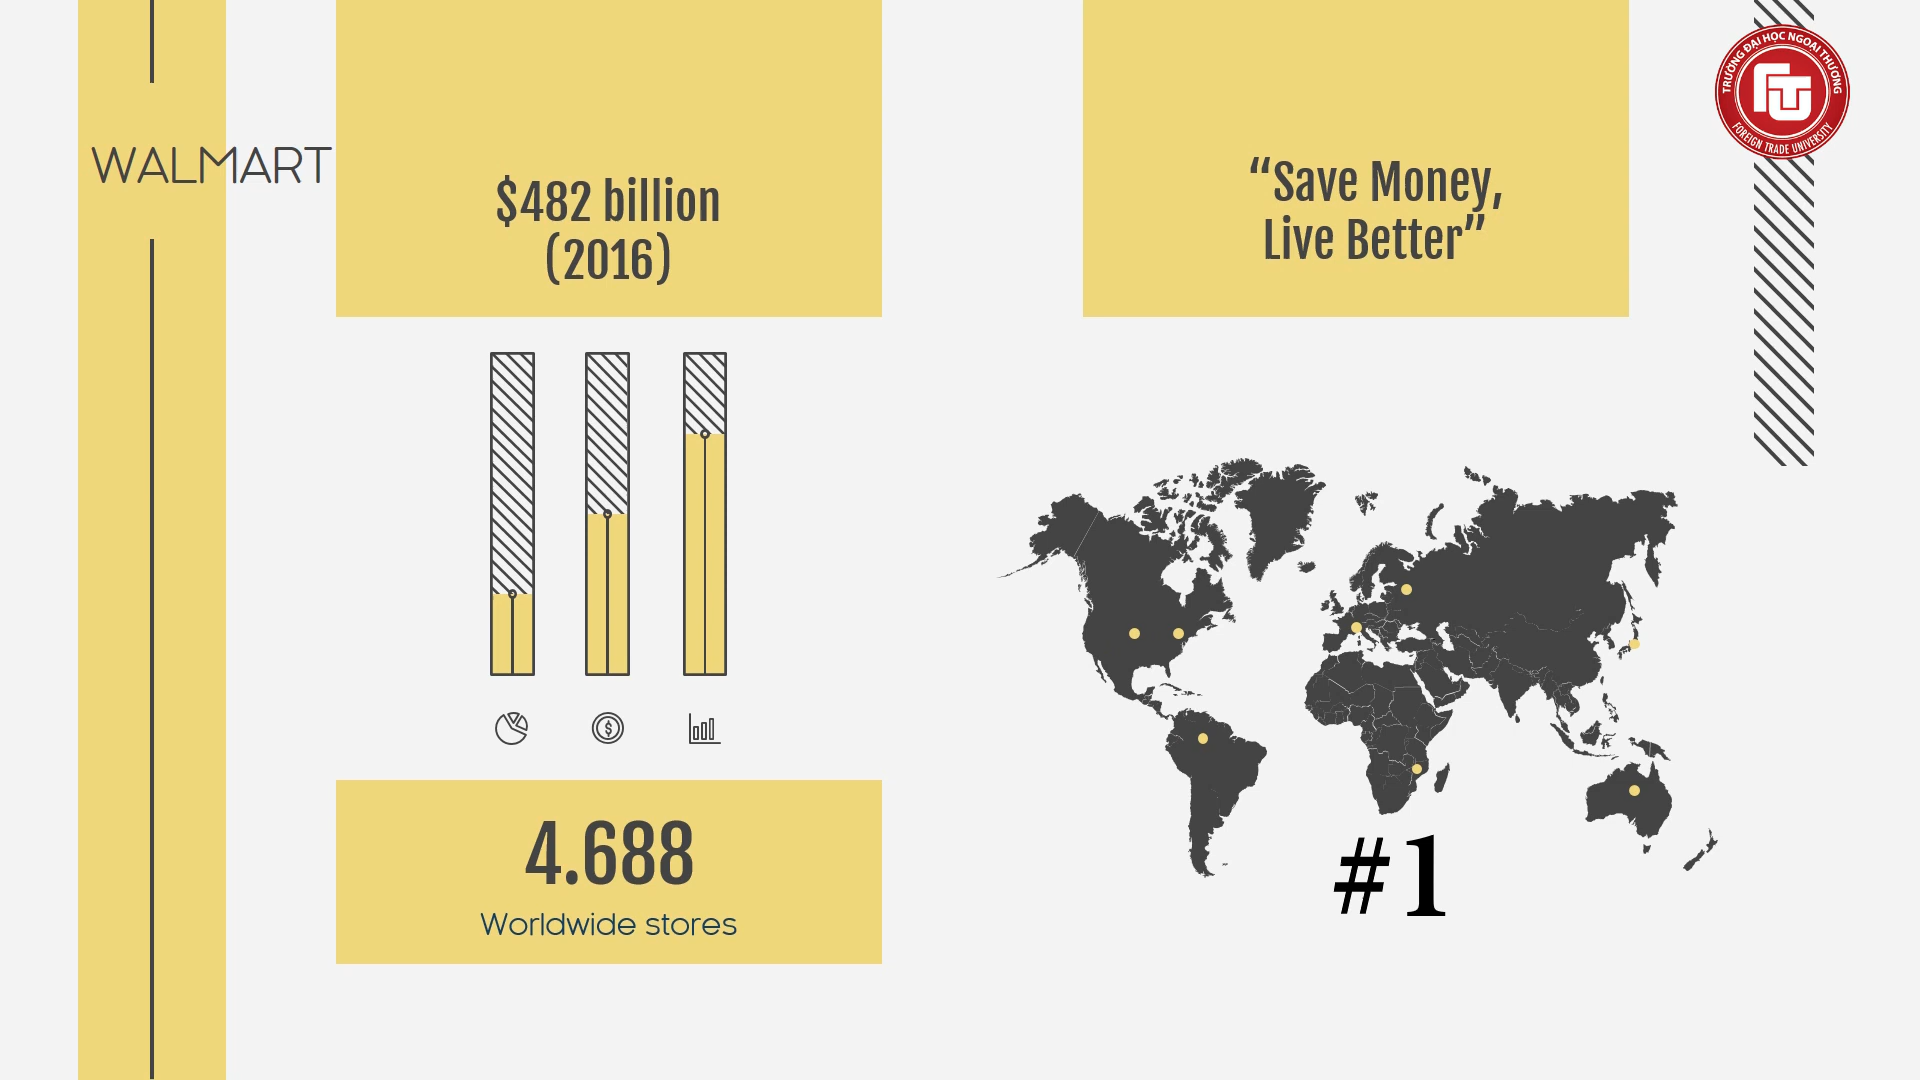 WALMART
$482 billion
(2016)
“Save Money,
Live Better”
TRƯỜNG ĐẠI HỌC NGOẠI THƯƠNG
FTU
FOREIGN TRADE UNIVERSITY
$
#1
4.688
Worldwide stores